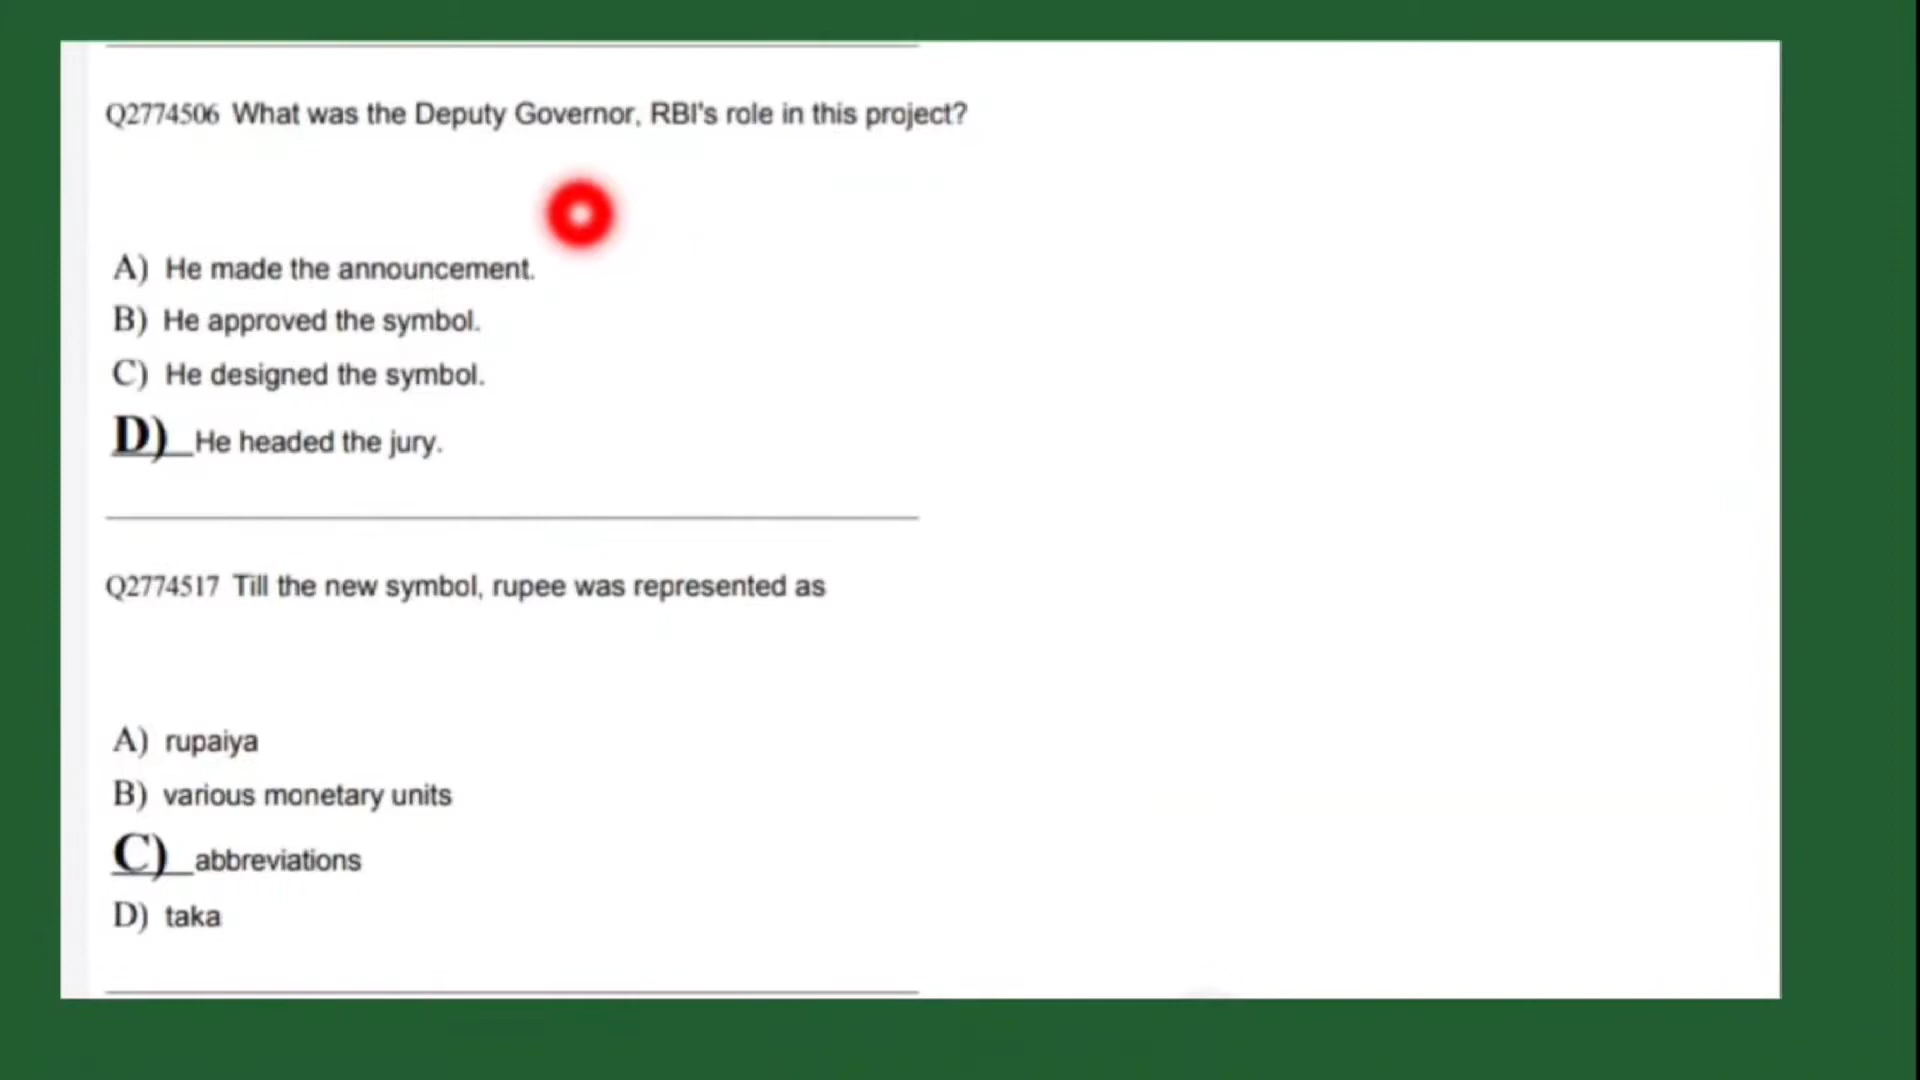 Q2774506 What was the Deputy Governor, RBI's role in this project?
A) He made the announcement.
B) He approved the symbol.
C) He designed the symbol.
D) He headed the jury.
Q2774517 Till the new symbol, rupee was represented as
A) rupaiya
B) various monetary units
C) abbreviations
D) taka